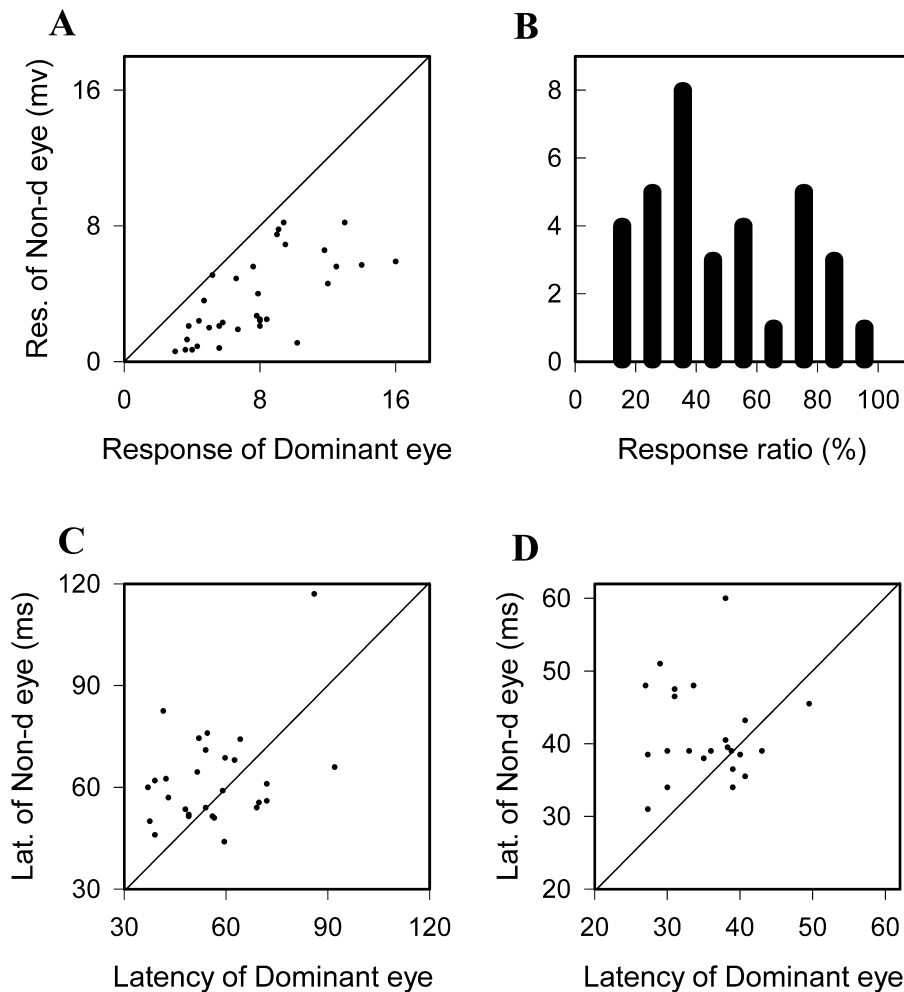 A
Res. of Non-d eye (mv)
16
8
0
0 8 16
Response of Dominant eye
B
8
6
4
2
0
0 20 40 60 80 100
Response ratio (%)
C
Lat. of Non-d eye (ms)
120
90
60
30
30 60 90 120
Latency of Dominant eye
D
Lat. of Non-d eye (ms)
60
50
40
30
20
20 30 40 50 60
Latency of Dominant eye